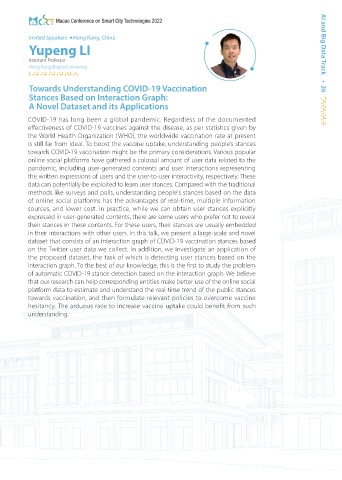 MCSCT Macao Conference on Smart City Technologies 2022
AI and Big Data Track • 20
Invited Speakers • Hong Kong, China
Yupeng LI
Assistant Professor
Hong Kong Baptist University
Towards Understanding COVID-19 Vaccination
Stances Based on Interaction Graph:
A Novel Dataset and its Applications
COVID-19 has long been a global pandemic. Regardless of the documented
effectiveness of COVID-19 vaccines against the disease, as per statistics given by
the World Health Organization (WHO), the worldwide vaccination rate at present
is still far from ideal. To boost the vaccine uptake, understanding people's stances
towards COVID-19 vaccination might be the primary considerations. Various popular
online social platforms have gathered a colossal amount of user data related to the
pandemic, including user-generated contents and user interactions representing
the written expressions of users and the user-to-user interactivity, respectively. These
data can potentially be exploited to learn user stances. Compared with the traditional
methods like surveys and polls, understanding people's stances based on the data
of online social platforms has the advantages of real-time, multiple information
sources, and lower cost. In practice, while we can obtain user stances explicitly
expressed in user-generated contents, there are some users who prefer not to reveal
their stances in these contents. For these users, their stances are usually embedded
in their interactions with other users. In this talk, we present a large-scale and novel
dataset that consists of an interaction graph of COVID-19 vaccination stances based
on the Twitter user data we collect. In addition, we investigate an application of
the proposed dataset, the task of which is detecting user stances based on the
interaction graph. To the best of our knowledge, this is the first to study the problem
of automatic COVID-19 stance detection based on the interaction graph. We believe
that our research can help corresponding entities make better use of the online social
platform data to estimate and understand the real-time trend of the public stances
towards vaccination; and then formulate relevant policies to overcome vaccine
hesitancy. The arduous race to increase vaccine uptake could benefit from such
understanding.